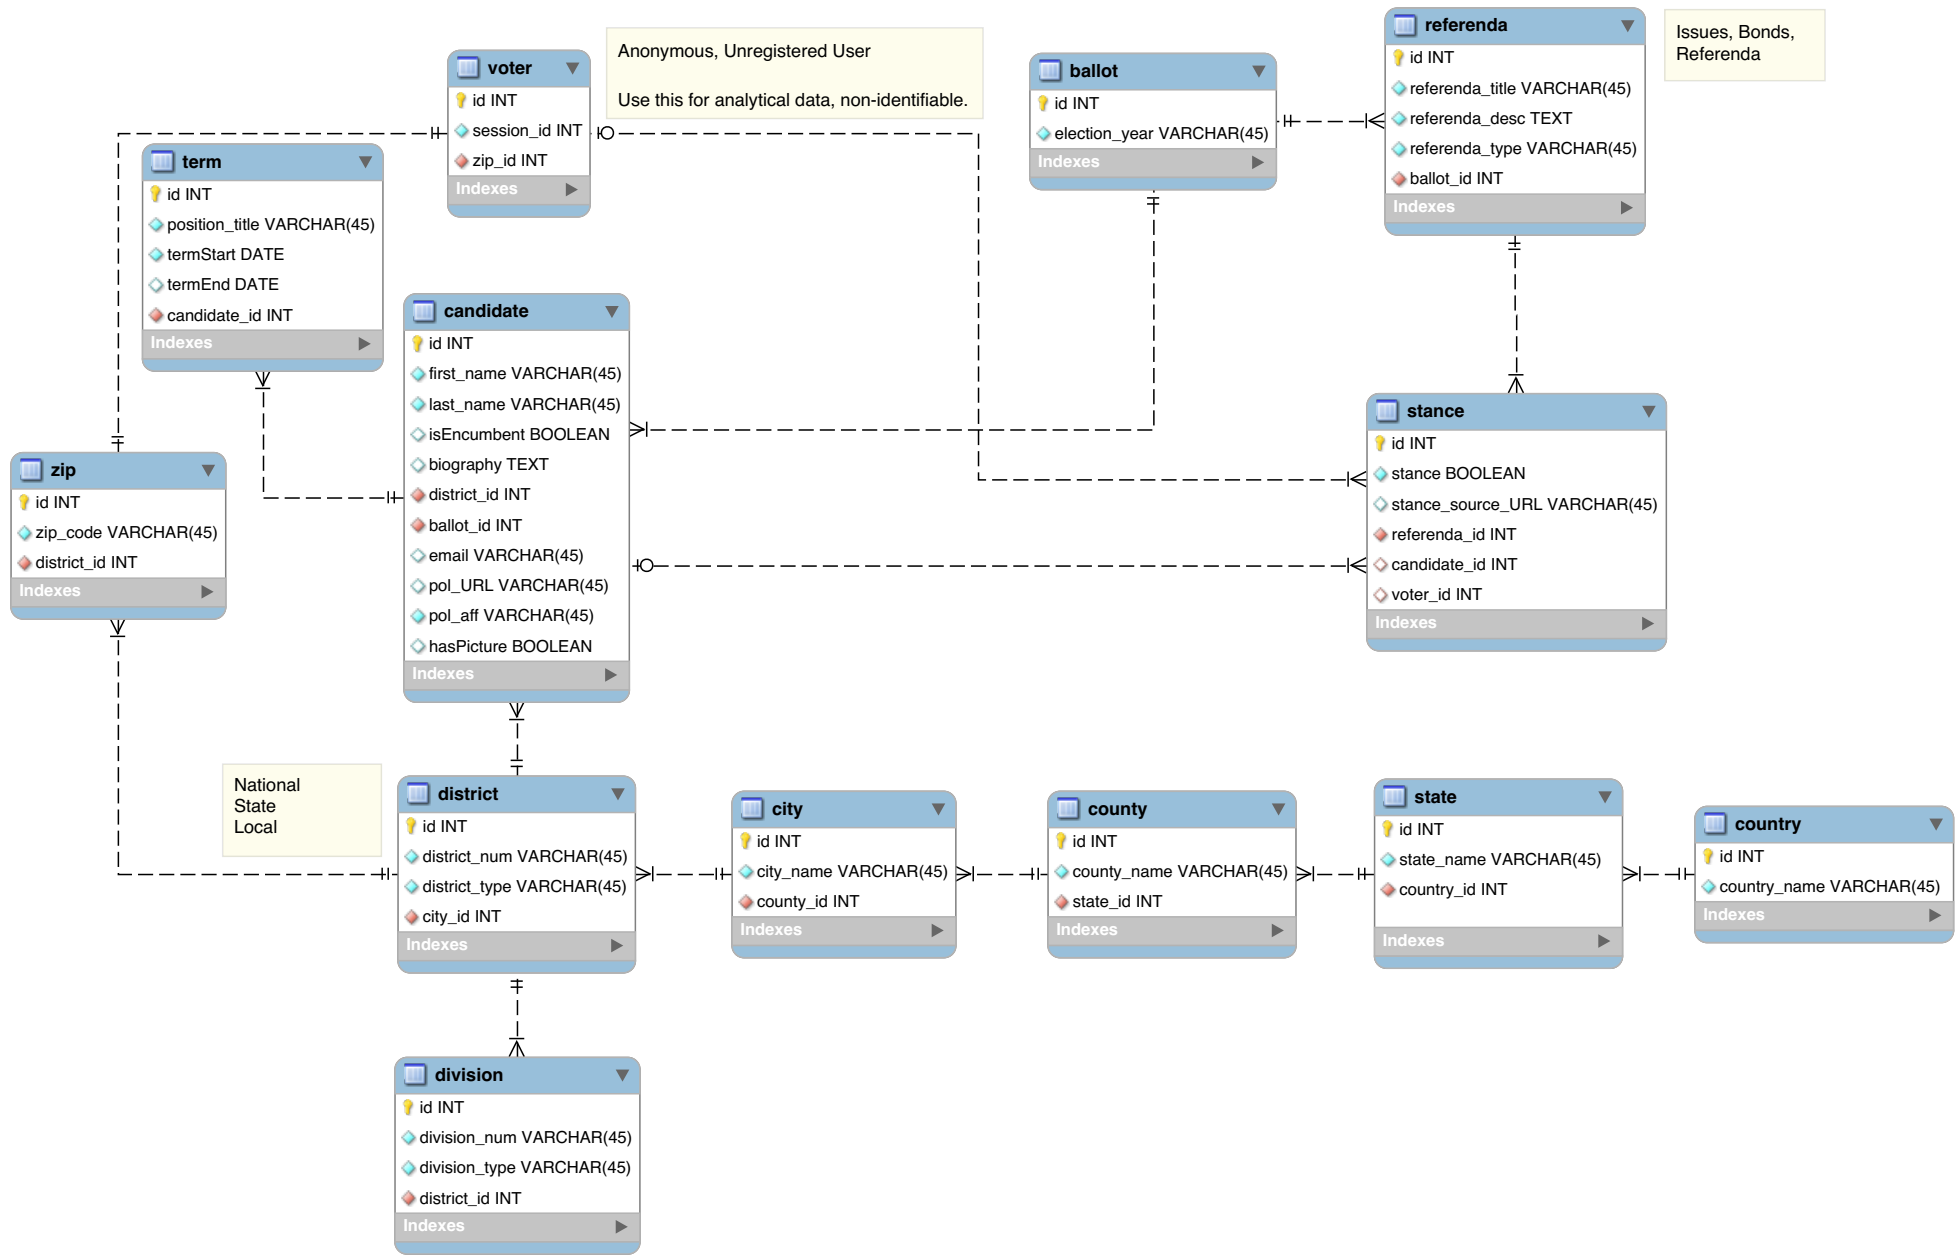 voter
id INT
session_id INT
zip_id INT
Indexes
Anonymous, Unregistered User
Use this for analytical data, non-identifiable.
ballot
id INT
election_year VARCHAR(45)
Indexes
referenda
id INT
referenda_title VARCHAR(45)
referenda_desc TEXT
referenda_type VARCHAR(45)
ballot_id INT
Indexes
Issues, Bonds,
Referenda
term
id INT
position_title VARCHAR(45)
termStart DATE
termEnd DATE
candidate_id INT
Indexes
candidate
id INT
first_name VARCHAR(45)
last_name VARCHAR(45)
isEncumbent BOOLEAN
biography TEXT
district_id INT
ballot_id INT
email VARCHAR(45)
pol_URL VARCHAR(45)
pol_aff VARCHAR(45)
hasPicture BOOLEAN
Indexes
stance
id INT
stance BOOLEAN
stance_source_URL VARCHAR(45)
referenda_id INT
candidate_id INT
voter_id INT
Indexes
zip
id INT
zip_code VARCHAR(45)
district_id INT
Indexes
National
State
Local
district
id INT
district_num VARCHAR(45)
district_type VARCHAR(45)
city_id INT
Indexes
city
id INT
city_name VARCHAR(45)
county_id INT
Indexes
county
id INT
county_name VARCHAR(45)
state_id INT
Indexes
state
id INT
state_name VARCHAR(45)
country_id INT
Indexes
country
id INT
country_name VARCHAR(45)
Indexes
division
id INT
division_num VARCHAR(45)
division_type VARCHAR(45)
district_id INT
Indexes